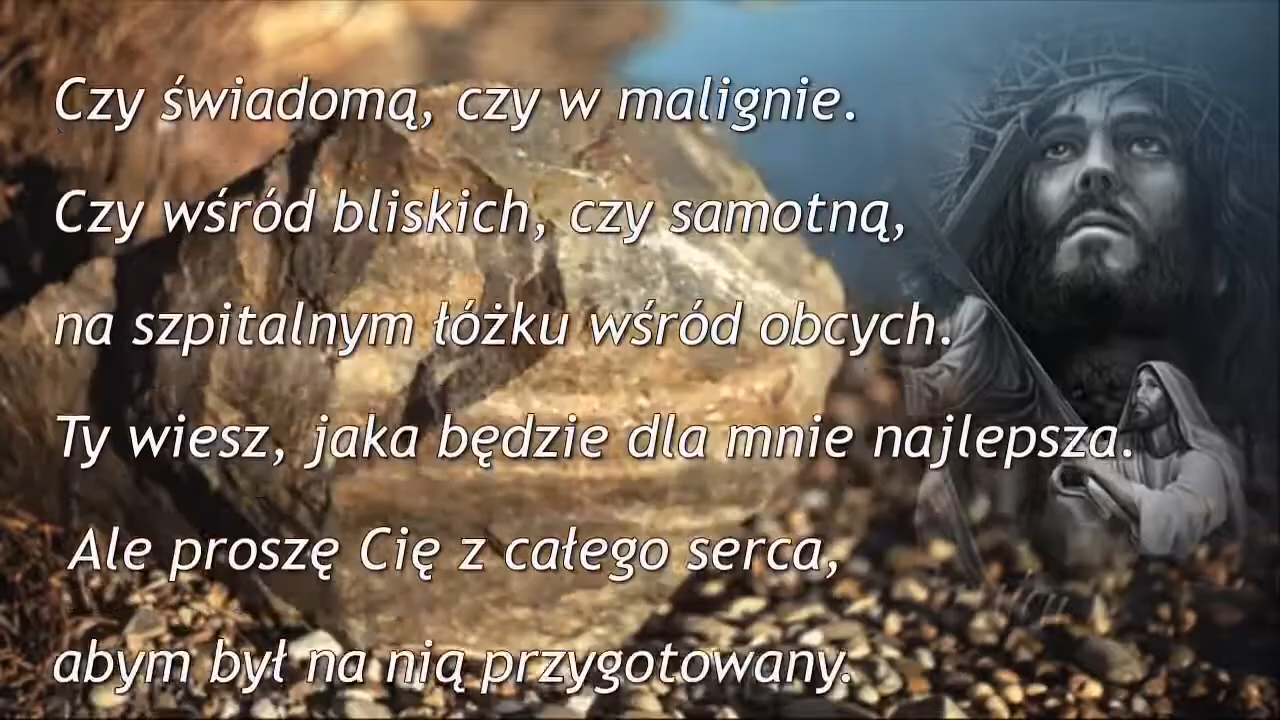 Czy świadomą, czy w malignie.
Czy wśród bliskich, czy samotną,
na szpitalnym łóżku wśród obcych.
Ty wiesz, jaka będzie dla mnie najlepsza.
Ale proszę Cię z całego serca,
abym był na nią przygotowany.